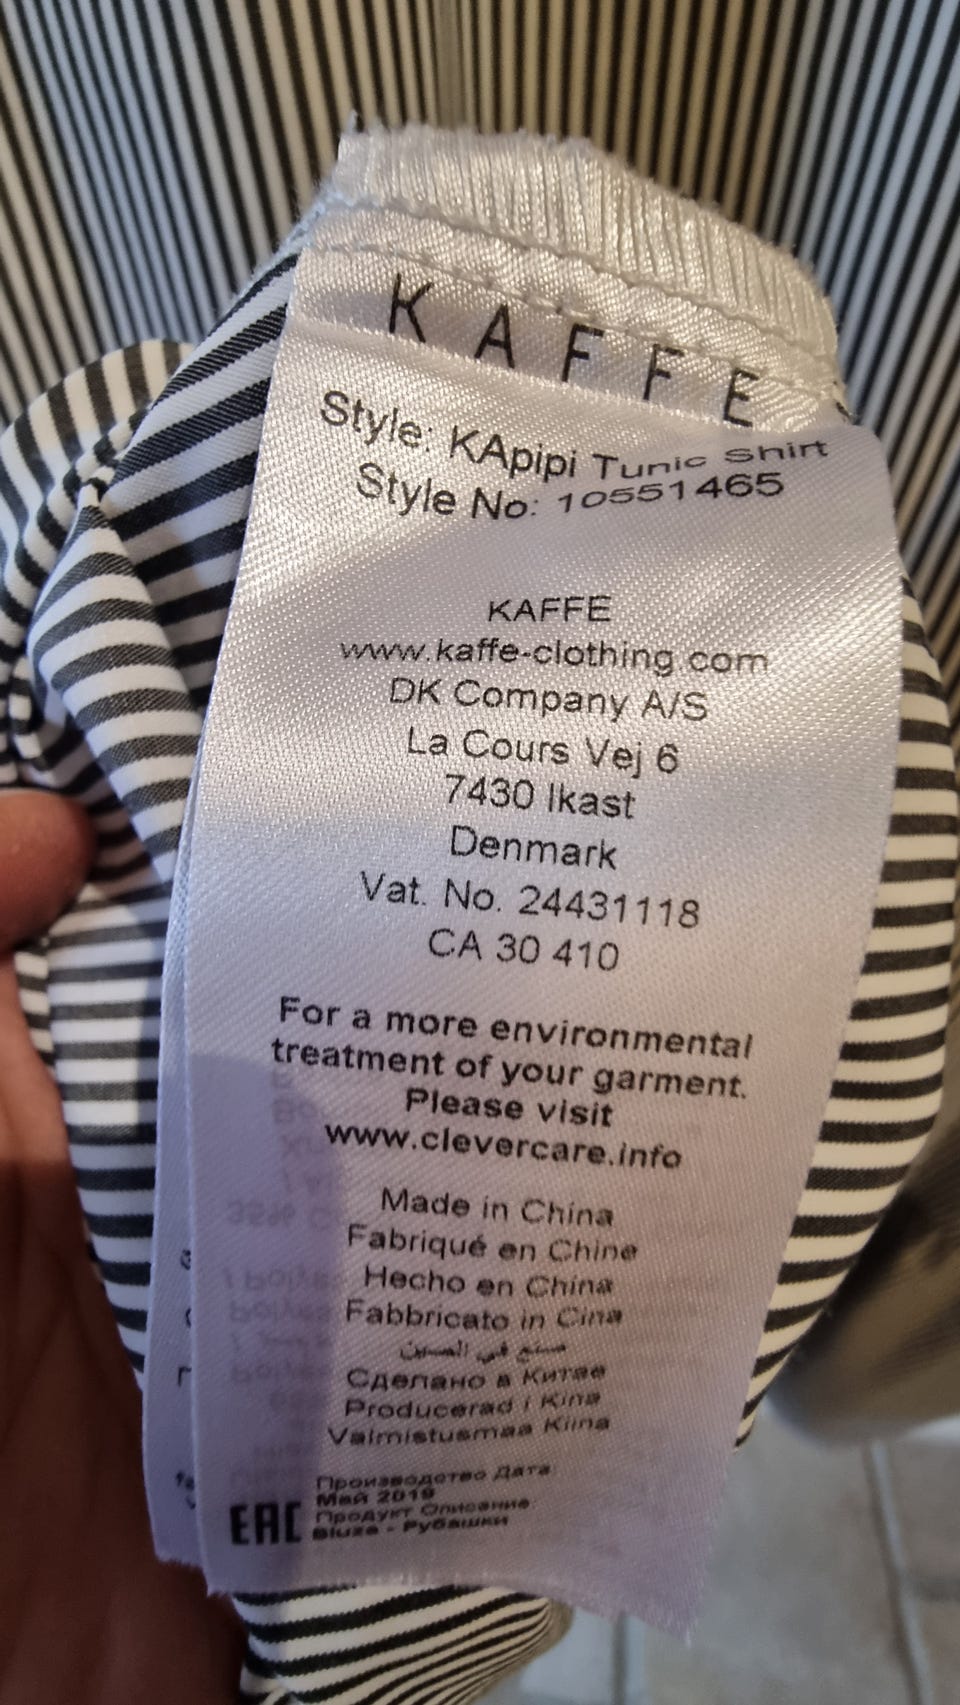 KAFFE
Style: KApipi Tunic Shirt
Style No: 10551465
KAFFE
www.kaffe-clothing.com
DK Company A/S
La Cours Vej 6
7430 Ikast
Denmark
Vat. No. 24431118
CA 30 410
For a more environmental
treatment of your garment.
Please visit
www.clevercare.info
Made in China
Fabriqué en Chine
Hecho en China
Fabbricato in Cina
صنع في الصين
Сделано в Китае
Producerad i Kina
Valmistusmaa Kiina
Производство Дата:
Май 2019
Продукт Описание:
Bluze - Рубашки
EAC